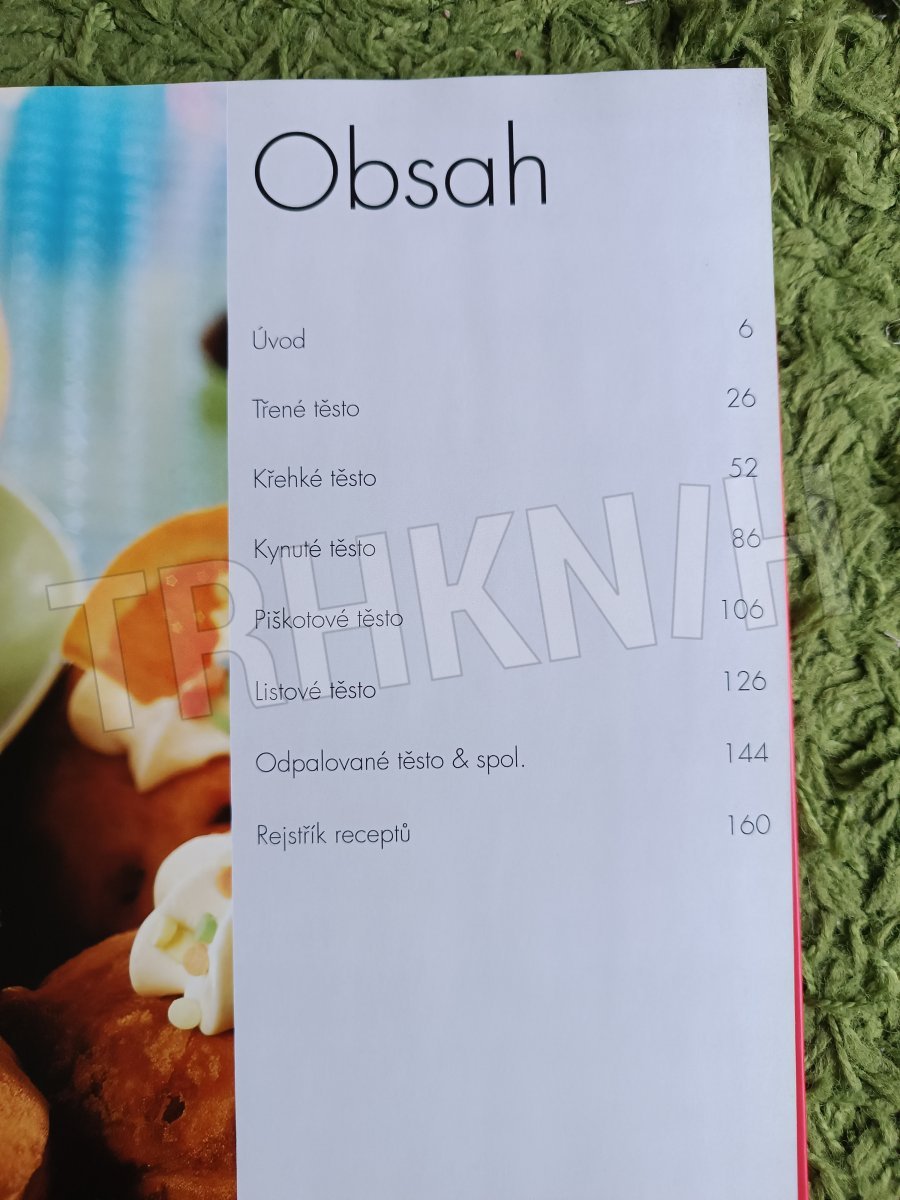 Obsah
Úvod 6
Třené těsto 26
Křehké těsto 52
Kynuté těsto 86
Piškotové těsto 106
Listové těsto 126
Odpalované těsto & spol. 144
Rejstřík receptů 160
TRHKNIH